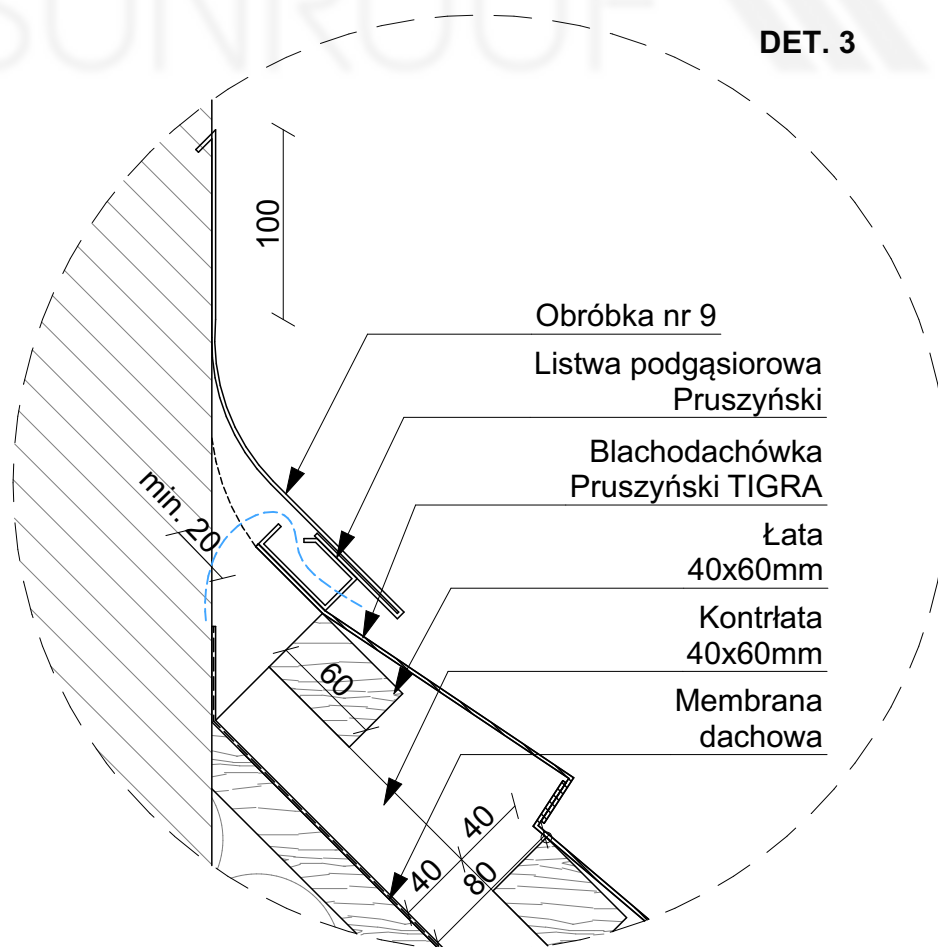 SUNROOF
DET. 3
100
Obróbka nr 9
Listwa podgąsiorowa
Pruszyński
Blachodachówka
Pruszyński TIGRA
min. 20
Łata
40x60mm
Kontrłata
40x60mm
60
Membrana
dachowa
40
40
80